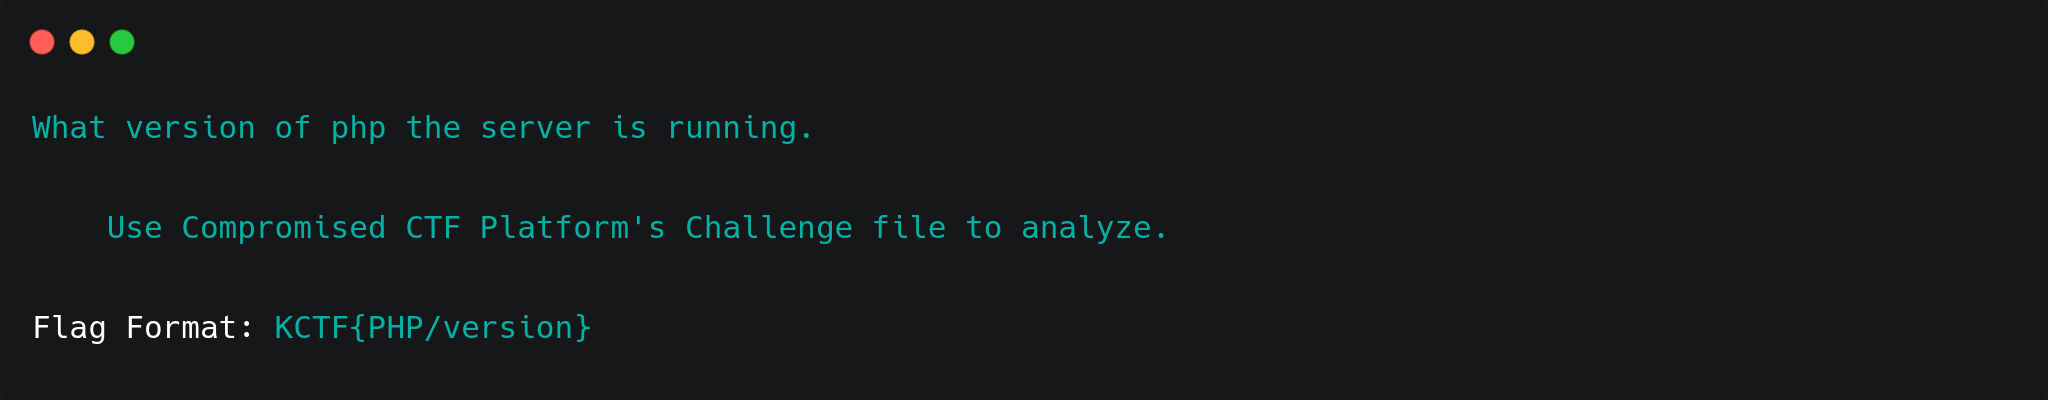 What version of php the server is running.
Use Compromised CTF Platform's Challenge file to analyze.
Flag Format: KCTF{PHP/version}